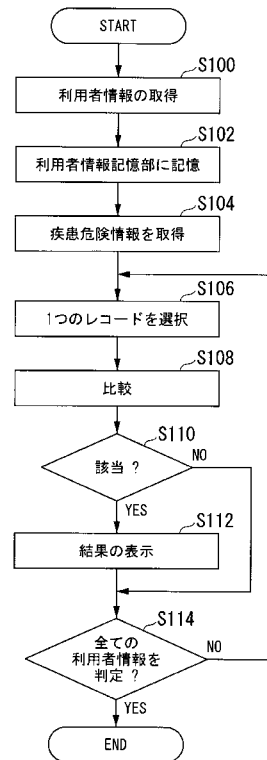 START
S100
利用者情報の取得
S102
利用者情報記憶部に記憶
S104
疾患危険情報を取得
S106
1つのレコードを選択
S108
比較
S110
該当 ?
NO
YES
S112
結果の表示
S114
全ての
利用者情報を
判定 ?
NO
YES
END